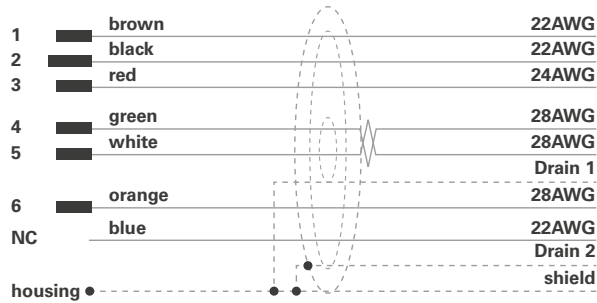 1 brown 22AWG
2 black 22AWG
3 red 24AWG
4 green 28AWG
5 white 28AWG
Drain 1
6 orange 28AWG
NC blue 22AWG
Drain 2
shield
housing